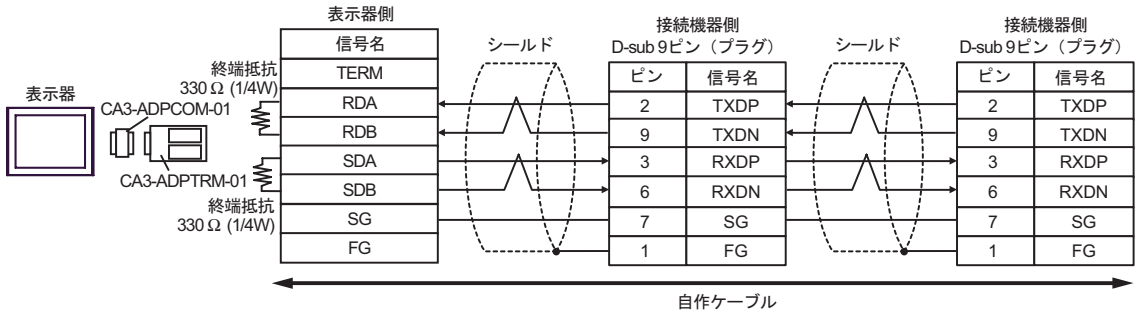 表示器側
信号名
TERM
RDA
RDB
SDA
SDB
SG
FG
終端抵抗
330 Ω (1/4W)
表示器
CA3-ADPCOM-01
CA3-ADPTRM-01
終端抵抗
330 Ω (1/4W)
シールド
接続機器側
D-sub 9ピン（プラグ）
ピン 信号名
2 TXDP
9 TXDN
3 RXDP
6 RXDN
7 SG
1 FG
シールド
接続機器側
D-sub 9ピン（プラグ）
ピン 信号名
2 TXDP
9 TXDN
3 RXDP
6 RXDN
7 SG
1 FG
自作ケーブル